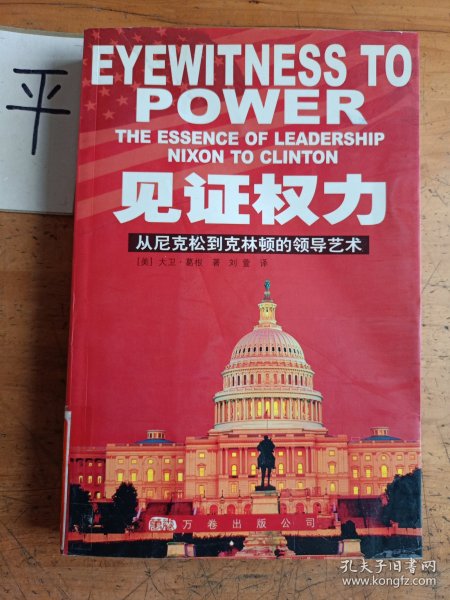 平
EYEWITNESS TO
POWER
THE ESSENCE OF LEADERSHIP
NIXON TO CLINTON
见证权力
从尼克松到克林顿的领导艺术
[美] 大卫·葛根 著 刘萱 译
万卷出版公司
孔夫子旧书网
www.kongfz.com